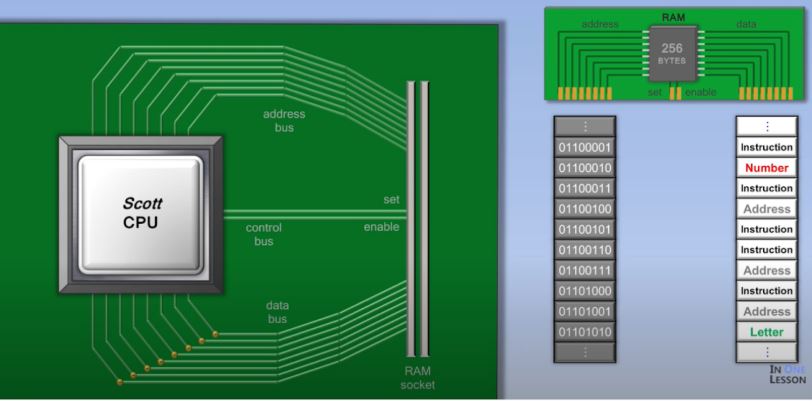 Scott
CPU
address
bus
set
control
bus
enable
data
bus
RAM
socket
RAM
address
data
256
BYTES
set
enable
01100001
01100010
01100011
01100100
01100101
01100110
01100111
01101000
01101001
01101010
Instruction
Number
Instruction
Address
Instruction
Instruction
Address
Instruction
Address
Letter
IN ONE
LESSON